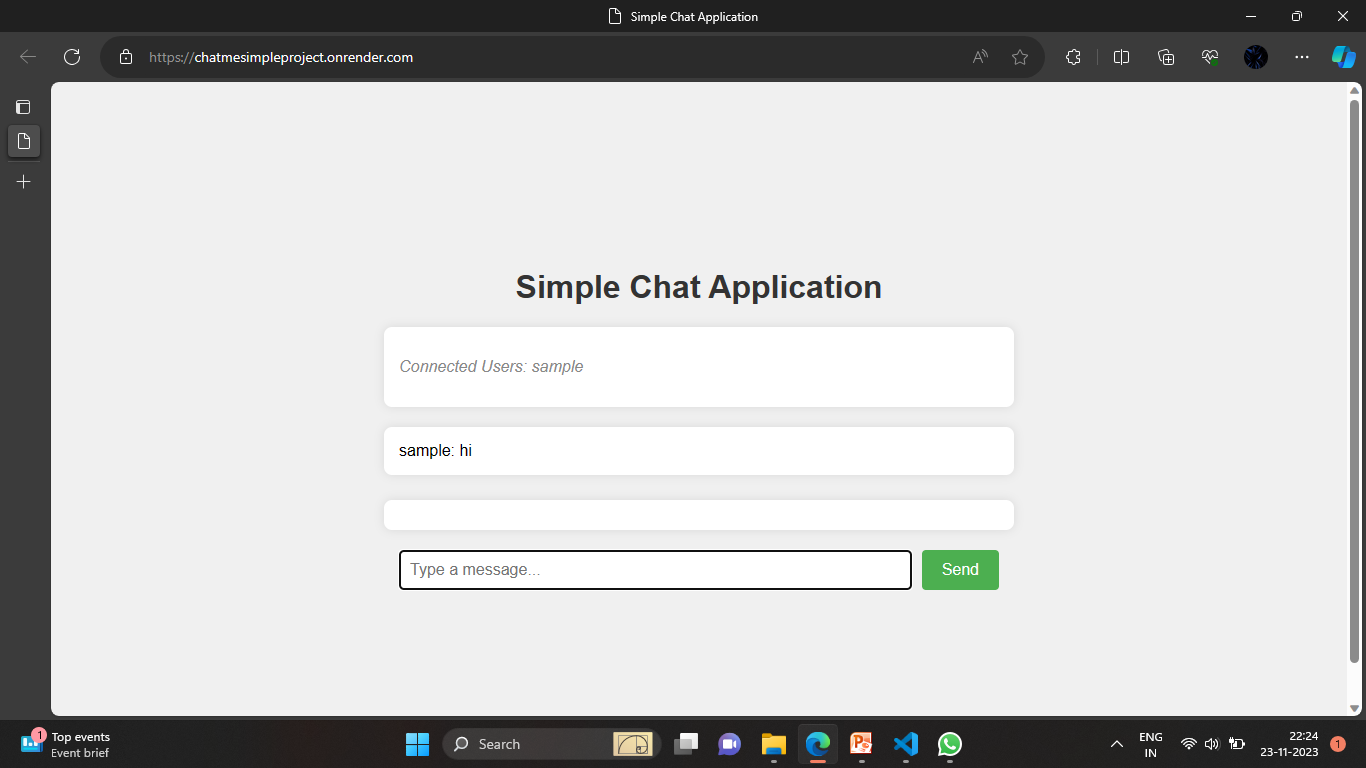 Simple Chat Application
https://chatmesimpleproject.onrender.com
Simple Chat Application
Connected Users: sample
sample: hi
Type a message...
Send
1
Top events
Event brief
Search
ENG
IN
22:24
23-11-2023
1